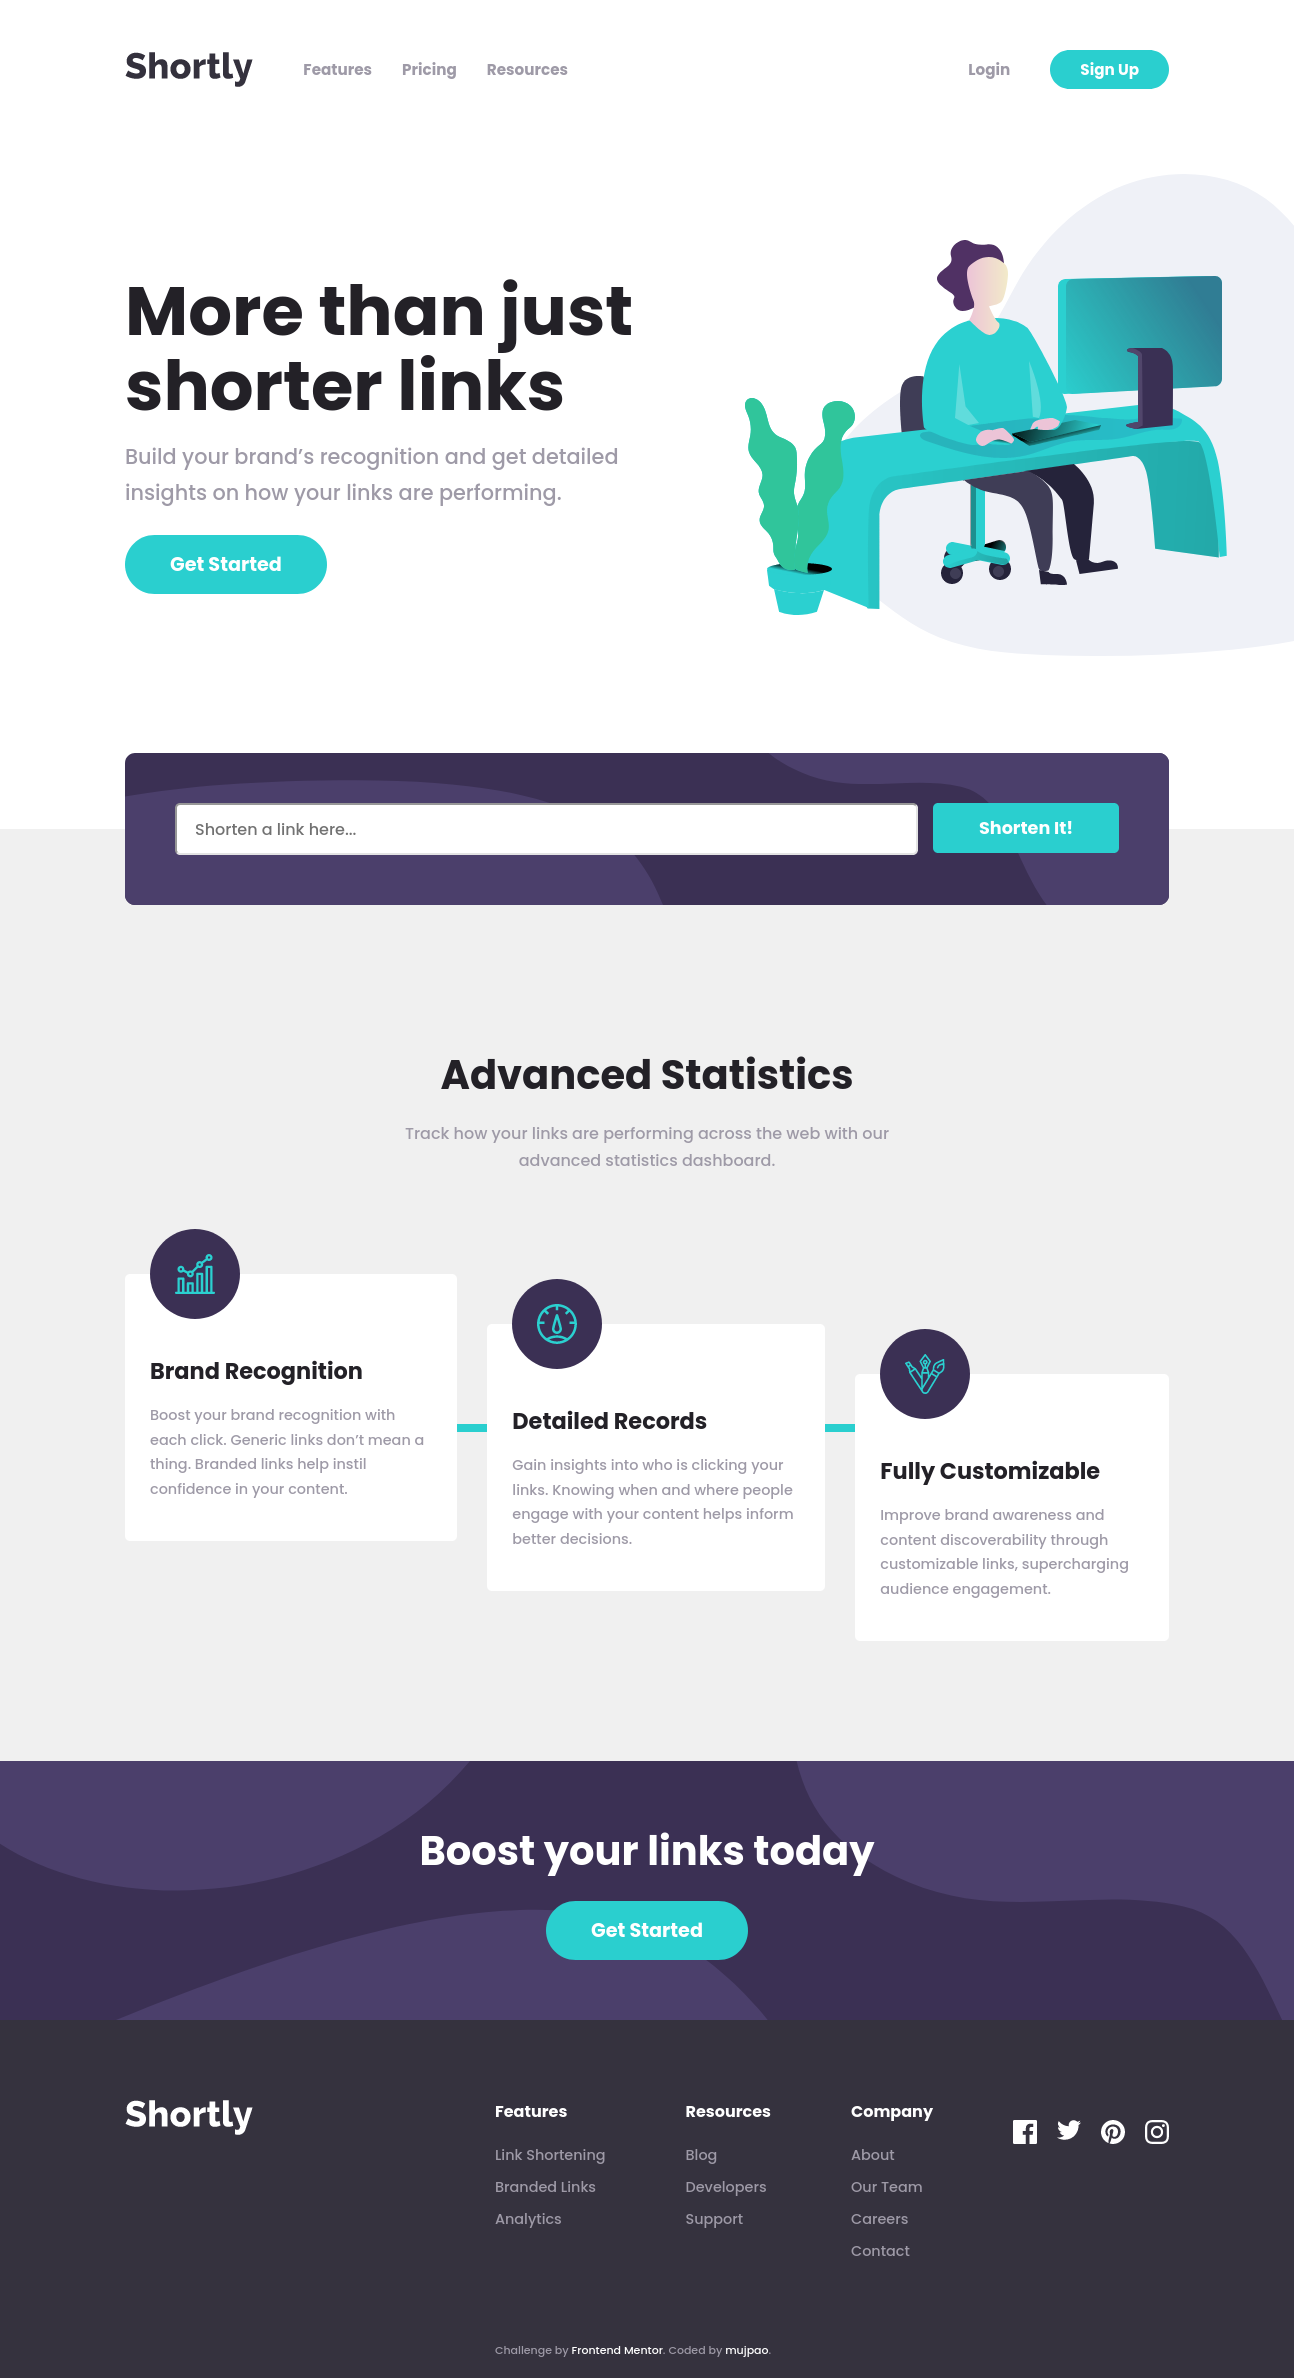 Shortly
Features
Pricing
Resources
Login
Sign Up
More than just
shorter links
Build your brand’s recognition and get detailed
insights on how your links are performing.
Get Started
Shorten a link here...
Shorten It!
Advanced Statistics
Track how your links are performing across the web with our
advanced statistics dashboard.
Brand Recognition
Boost your brand recognition with
each click. Generic links don’t mean a
thing. Branded links help instil
confidence in your content.
Detailed Records
Gain insights into who is clicking your
links. Knowing when and where people
engage with your content helps inform
better decisions.
Fully Customizable
Improve brand awareness and
content discoverability through
customizable links, supercharging
audience engagement.
Boost your links today
Get Started
Shortly
Features
Link Shortening
Branded Links
Analytics
Resources
Blog
Developers
Support
Company
About
Our Team
Careers
Contact
Challenge by Frontend Mentor. Coded by mujpao.